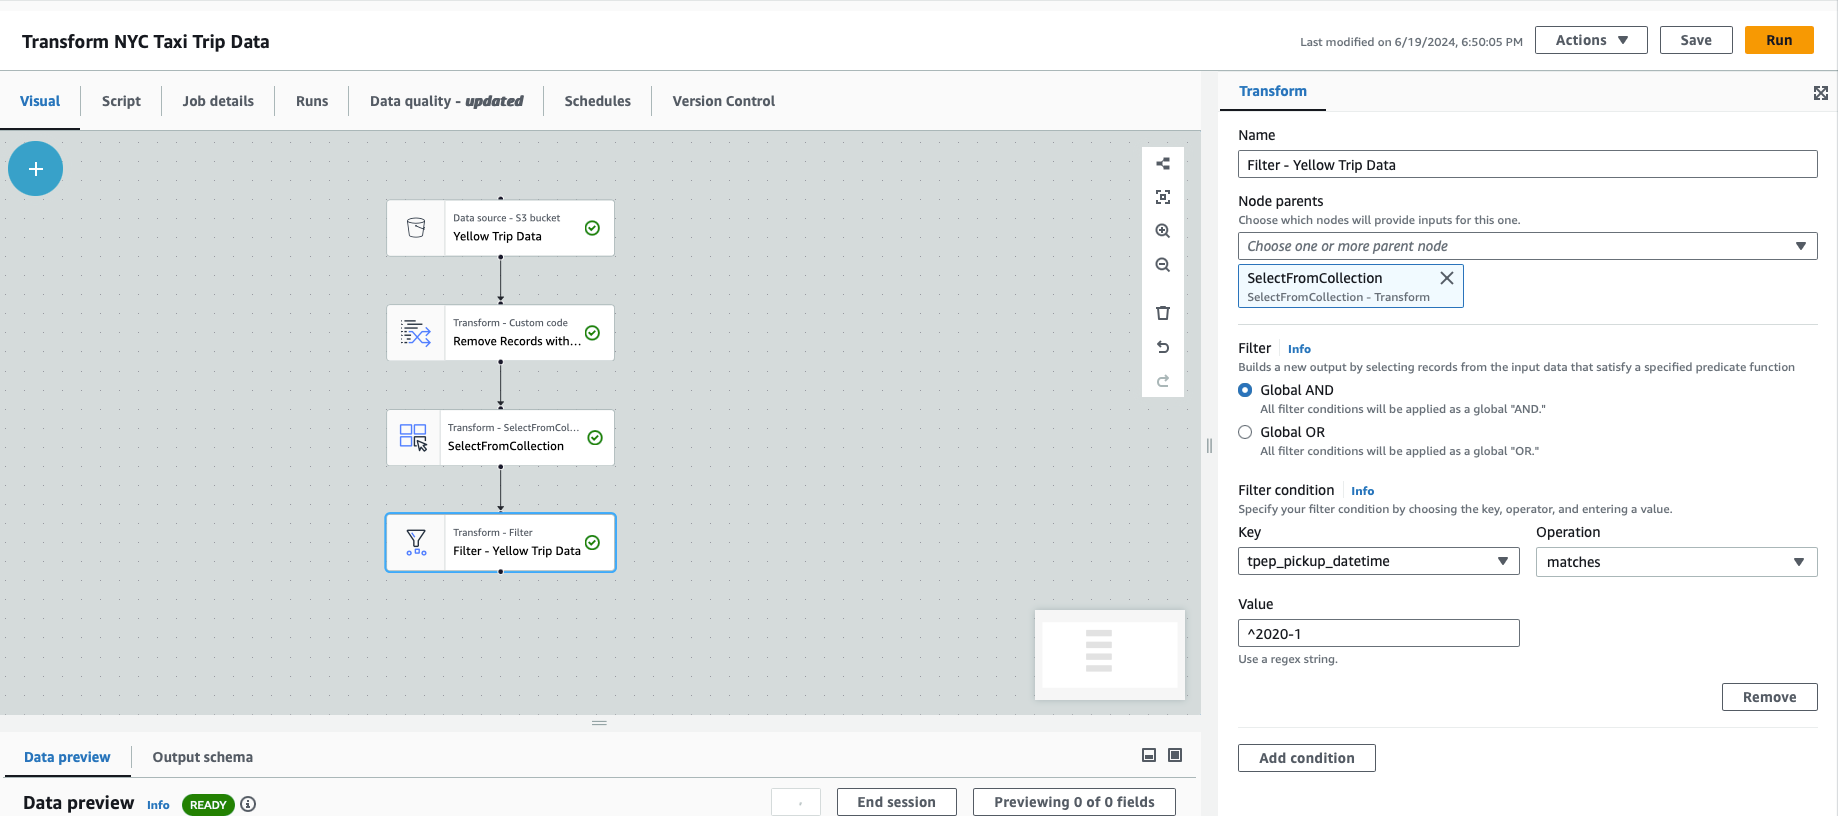 Transform NYC Taxi Trip Data
Last modified on 6/19/2024, 6:50:05 PM
Actions
Save
Run
Visual
Script
Job details
Runs
Data quality - updated
Schedules
Version Control
Data source - S3 bucket
Yellow Trip Data
Transform - Custom code
Remove Records with...
Transform - SelectFromCol...
SelectFromCollection
Transform - Filter
Filter - Yellow Trip Data
Data preview
Output schema
Data preview
Info
READY
End session
Previewing 0 of 0 fields
Transform
Name
Filter - Yellow Trip Data
Node parents
Choose which nodes will provide inputs for this one.
Choose one or more parent node
SelectFromCollection
SelectFromCollection - Transform
Filter
Info
Builds a new output by selecting records from the input data that satisfy a specified predicate function
Global AND
All filter conditions will be applied as a global "AND."
Global OR
All filter conditions will be applied as a global "OR."
Filter condition
Info
Specify your filter condition by choosing the key, operator, and entering a value.
Key
Operation
tpep_pickup_datetime
matches
Value
^2020-1
Use a regex string.
Remove
Add condition